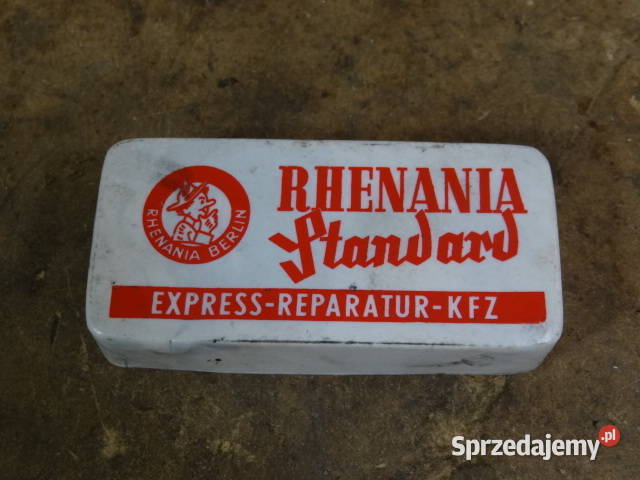 RHENANIA BERLIN
RHENANIA
Standard
EXPRESS-REPARATUR-KFZ
Sprzedajemy.pl